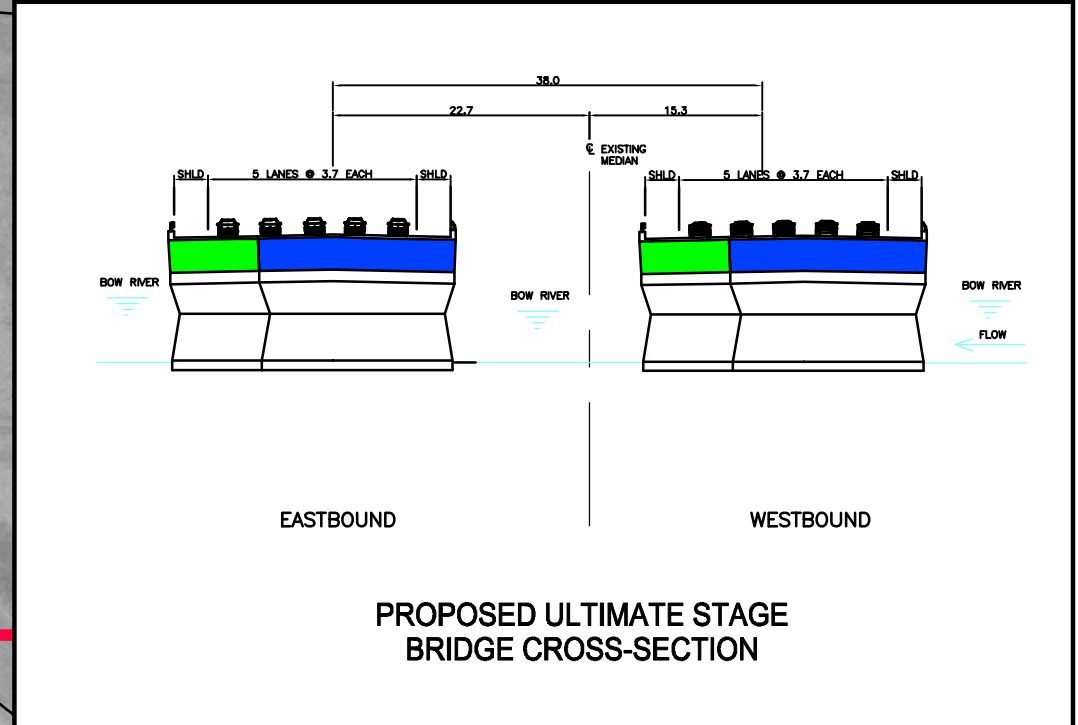 38.0
22.7
15.3
℄ EXISTING
MEDIAN
SHLD 5 LANES @ 3.7 EACH SHLD
SHLD 5 LANES @ 3.7 EACH SHLD
BOW RIVER
BOW RIVER
BOW RIVER
FLOW
EASTBOUND
WESTBOUND
PROPOSED ULTIMATE STAGE
BRIDGE CROSS-SECTION